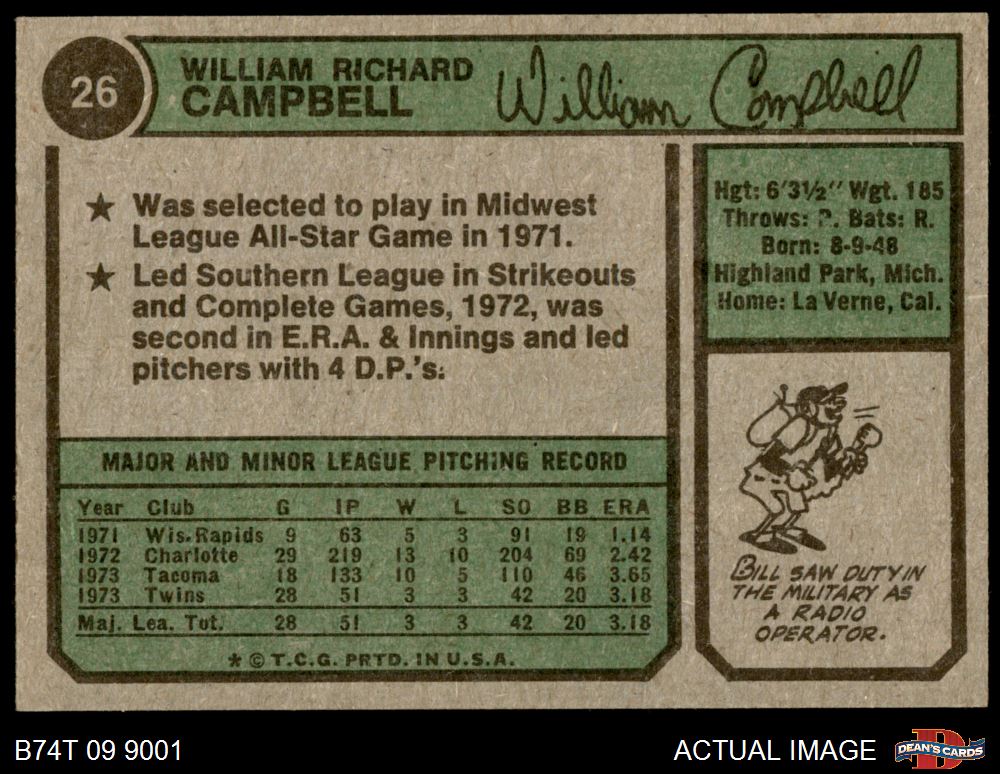 26
WILLIAM RICHARD
CAMPBELL
William Campbell
★ Was selected to play in Midwest
League All-Star Game in 1971.
★ Led Southern League in Strikeouts
and Complete Games, 1972, was
second in E.R.A. & Innings and led
pitchers with 4 D.P.'s.
Hgt: 6'3½" Wgt. 185
Throws: R. Bats: R.
Born: 8-9-48
Highland Park, Mich.
Home: La Verne, Cal.
MAJOR AND MINOR LEAGUE PITCHING RECORD
Year Club G IP W L SO BB ERA
1971 Wis. Rapids 9 63 5 3 91 19 1.14
1972 Charlotte 29 219 13 10 204 69 2.42
1973 Tacoma 18 133 10 5 110 46 3.65
1973 Twins 28 51 3 3 42 20 3.18
Maj. Lea. Tot. 28 51 3 3 42 20 3.18
* © T.C.G. PRTD. IN U.S.A.
BILL SAW DUTY IN
THE MILITARY AS
A RADIO
OPERATOR.
B74T 09 9001
ACTUAL IMAGE
D
DEAN'S CARDS